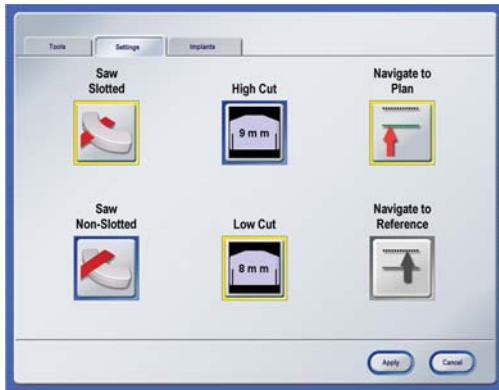 Tools Settings Implants
Saw
Slotted
High Cut
Navigate to
Plan
9 mm
Saw
Non-Slotted
Low Cut
Navigate to
Reference
8 mm
Apply Cancel